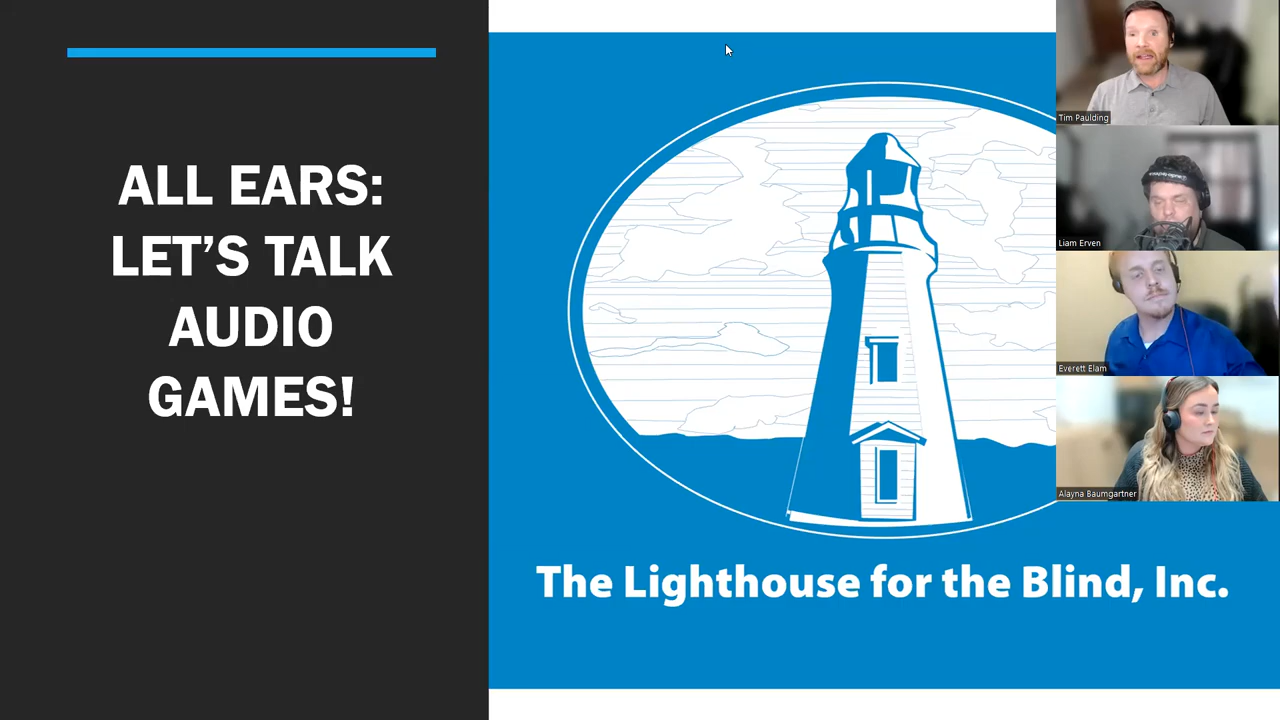 ALL EARS:
LET’S TALK
AUDIO
GAMES!
The Lighthouse for the Blind, Inc.
Tim Paulding
Liam Erven
Everett Elam
Alayna Baumgartner